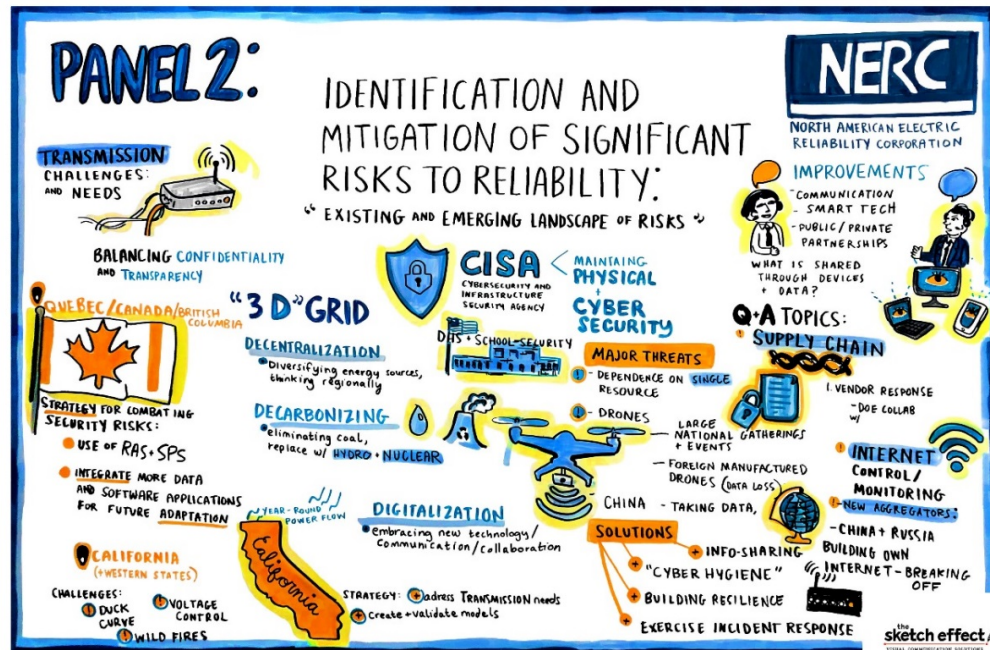 PANEL 2:
IDENTIFICATION AND
MITIGATION OF SIGNIFICANT
RISKS TO RELIABILITY:
"EXISTING AND EMERGING LANDSCAPE OF RISKS"
NERC
NORTH AMERICAN ELECTRIC
RELIABILITY CORPORATION
TRANSMISSION
CHALLENGES:
AND NEEDS
BALANCING CONFIDENTIALITY
AND TRANSPARENCY
QUEBEC/CANADA/BRITISH
COLUMBIA
STRATEGY FOR COMBATING
SECURITY RISKS:
USE OF RAS+SPS
INTEGRATE MORE DATA
AND SOFTWARE APPLICATIONS
FOR FUTURE ADAPTATION
CALIFORNIA
(+WESTERN STATES)
CHALLENGES:
! DUCK
CURVE
! VOLTAGE
CONTROL
! WILD FIRES
"3D" GRID
DECENTRALIZATION
Diversifying energy sources,
thinking regionally
DECARBONIZING
eliminating coal,
replace w/ HYDRO + NUCLEAR
YEAR-ROUND
POWER FLOW
California
DIGITALIZATION
embracing new technology/
Communication/collaboration
STRATEGY: + adress TRANSMISSION needs
+ Create+validate models
CISA
CYBERSECURITY AND
INFRASTRUCTURE
SECURITY AGENCY
MAINTAINING
PHYSICAL
+
CYBER
SECURITY
DHS + SCHOOL-SECURITY
MAJOR THREATS
! - DEPENDENCE ON SINGLE
RESOURCE
! - DRONES
LARGE
NATIONAL GATHERINGS
+ EVENTS
- FOREIGN MANUFACTURED
DRONES (DATA LOSS)
CHINA - TAKING DATA,
SOLUTIONS
+ INFO-SHARING
+ "CYBER HYGIENE"
+ BUILDING RESILIENCE
+ EXERCISE INCIDENT RESPONSE
IMPROVEMENTS
- COMMUNICATION
- SMART TECH
- PUBLIC/PRIVATE
PARTNERSHIPS
WHAT IS SHARED
THROUGH DEVICES
+ DATA?
Q+A TOPICS:
! SUPPLY CHAIN
1. VENDOR RESPONSE
- DOE COLLAB
w/
! INTERNET
CONTROL/
MONITORING
! - NEW AGGREGATORS:
- CHINA + RUSSIA
BUILDING OWN
INTERNET - BREAKING
OFF
the
sketch effect